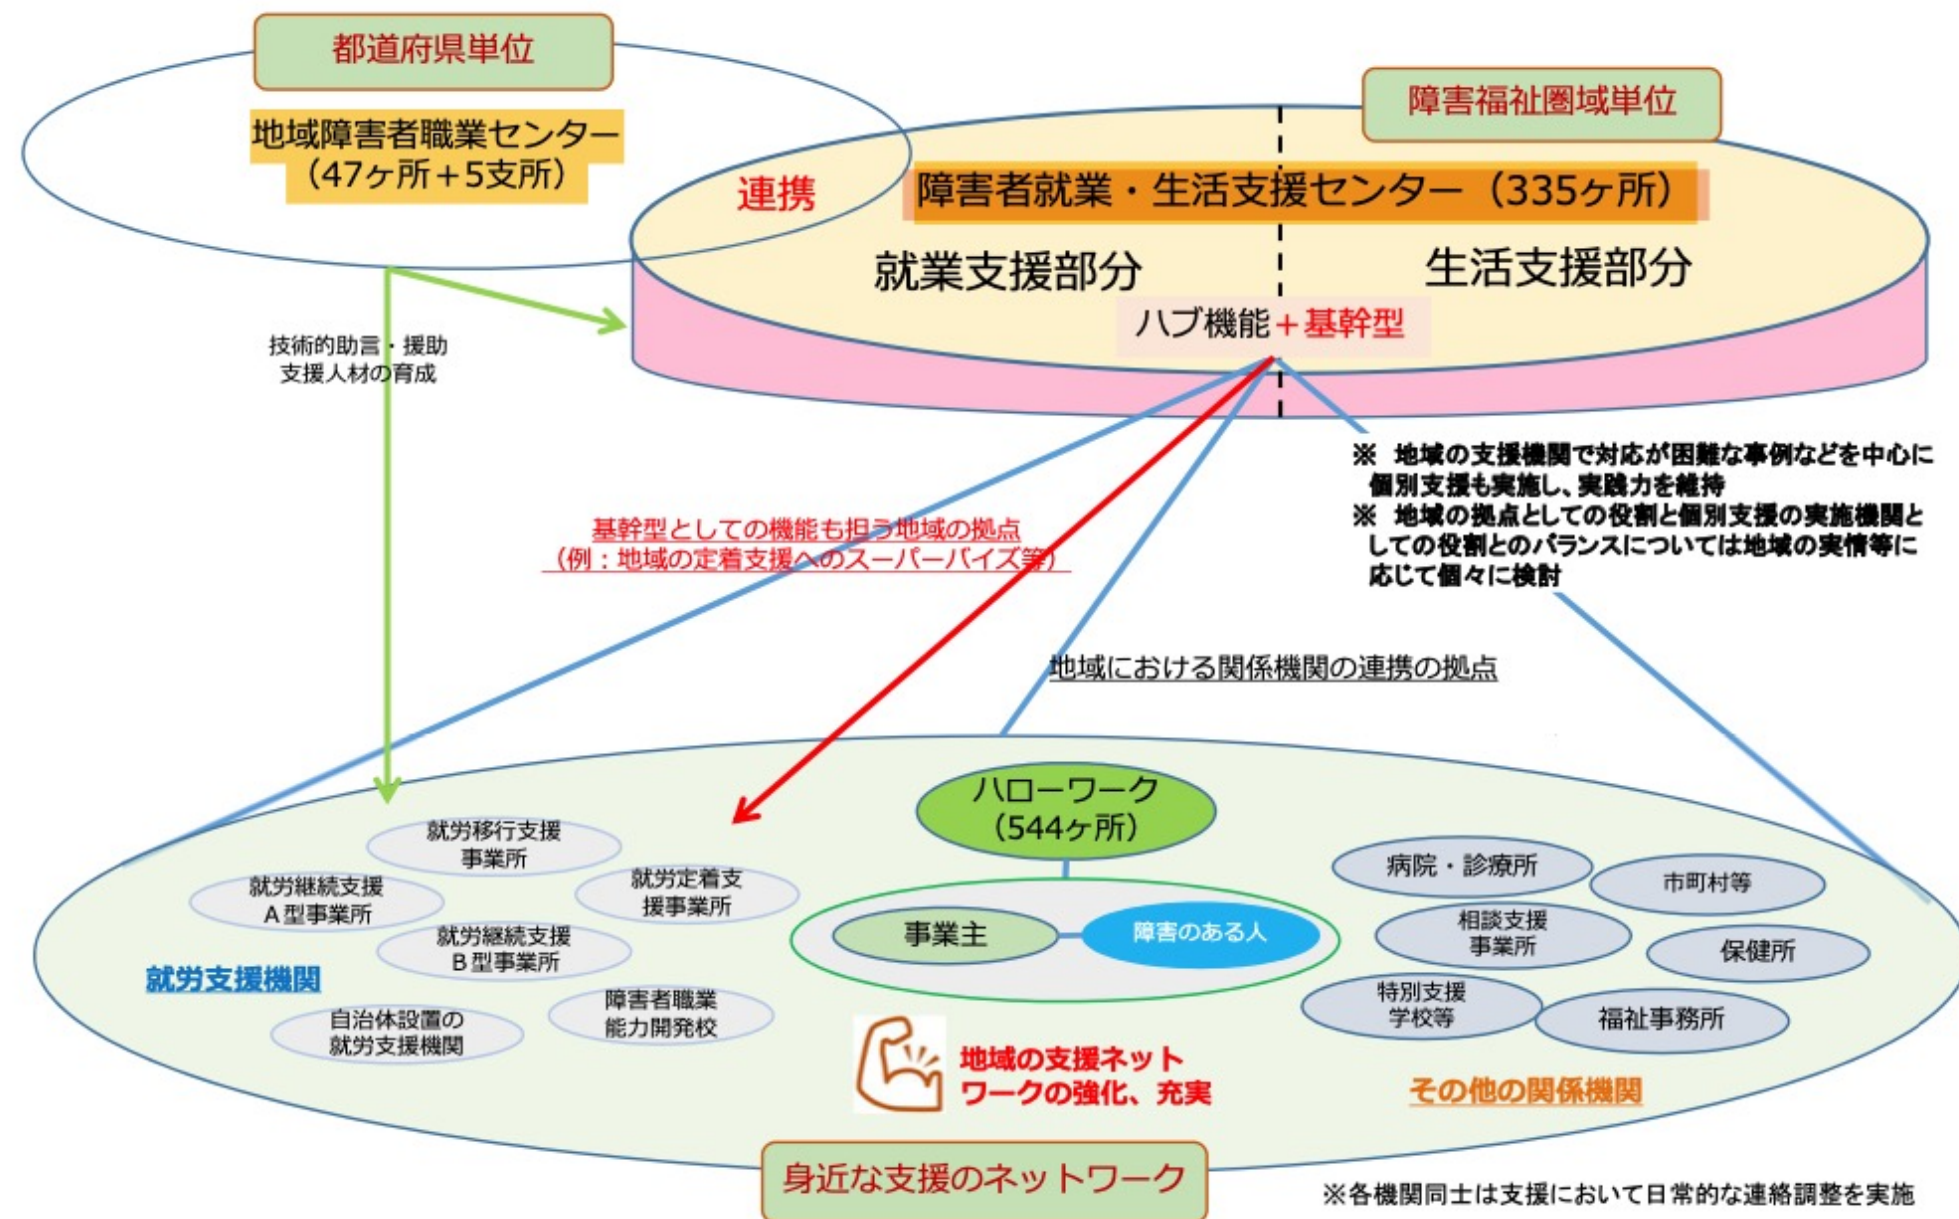 都道府県単位
地域障害者職業センター
（47ヶ所＋5支所）
連携
障害福祉圏域単位
障害者就業・生活支援センター（335ヶ所）
就業支援部分
生活支援部分
ハブ機能＋基幹型
技術的助言・援助
支援人材の育成
※　地域の支援機関で対応が困難な事例などを中心に
個別支援も実施し、実践力を維持
※　地域の拠点としての役割と個別支援の実施機関と
しての役割とのバランスについては地域の実情等に
応じて個々に検討
基幹型としての機能も担う地域の拠点
（例：地域の定着支援へのスーパーバイズ等）
地域における関係機関の連携の拠点
ハローワーク
（544ヶ所）
事業主
障害のある人
就労移行支援
事業所
就労継続支援
Ａ型事業所
就労定着支
援事業所
就労継続支援
Ｂ型事業所
就労支援機関
自治体設置の
就労支援機関
障害者職業
能力開発校
病院・診療所
市町村等
相談支援
事業所
保健所
特別支援
学校等
福祉事務所
その他の関係機関
地域の支援ネット
ワークの強化、充実
身近な支援のネットワーク
※各機関同士は支援において日常的な連絡調整を実施